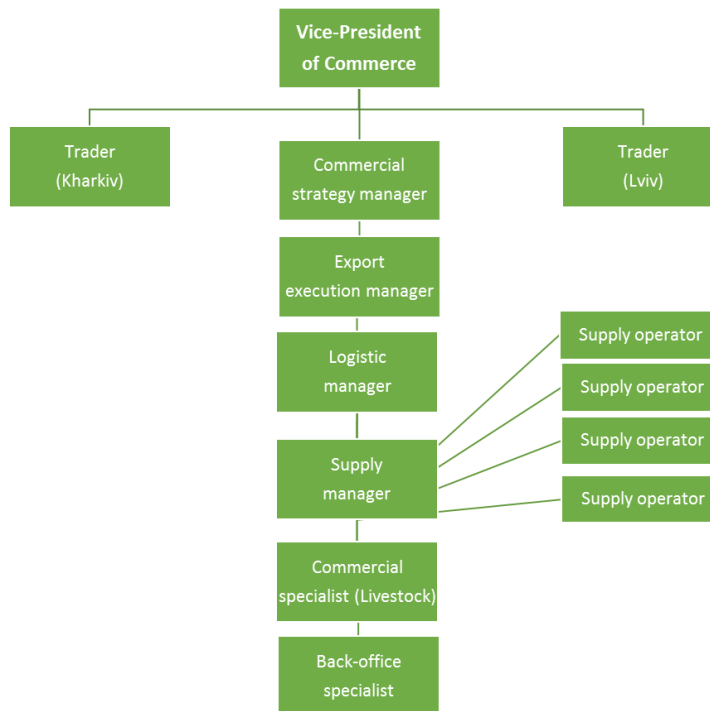 Vice-President
of Commerce
Trader
(Kharkiv)
Commercial
strategy manager
Trader
(Lviv)
Export
execution manager
Logistic
manager
Supply operator
Supply operator
Supply operator
Supply operator
Supply
manager
Commercial
specialist (Livestock)
Back-office
specialist